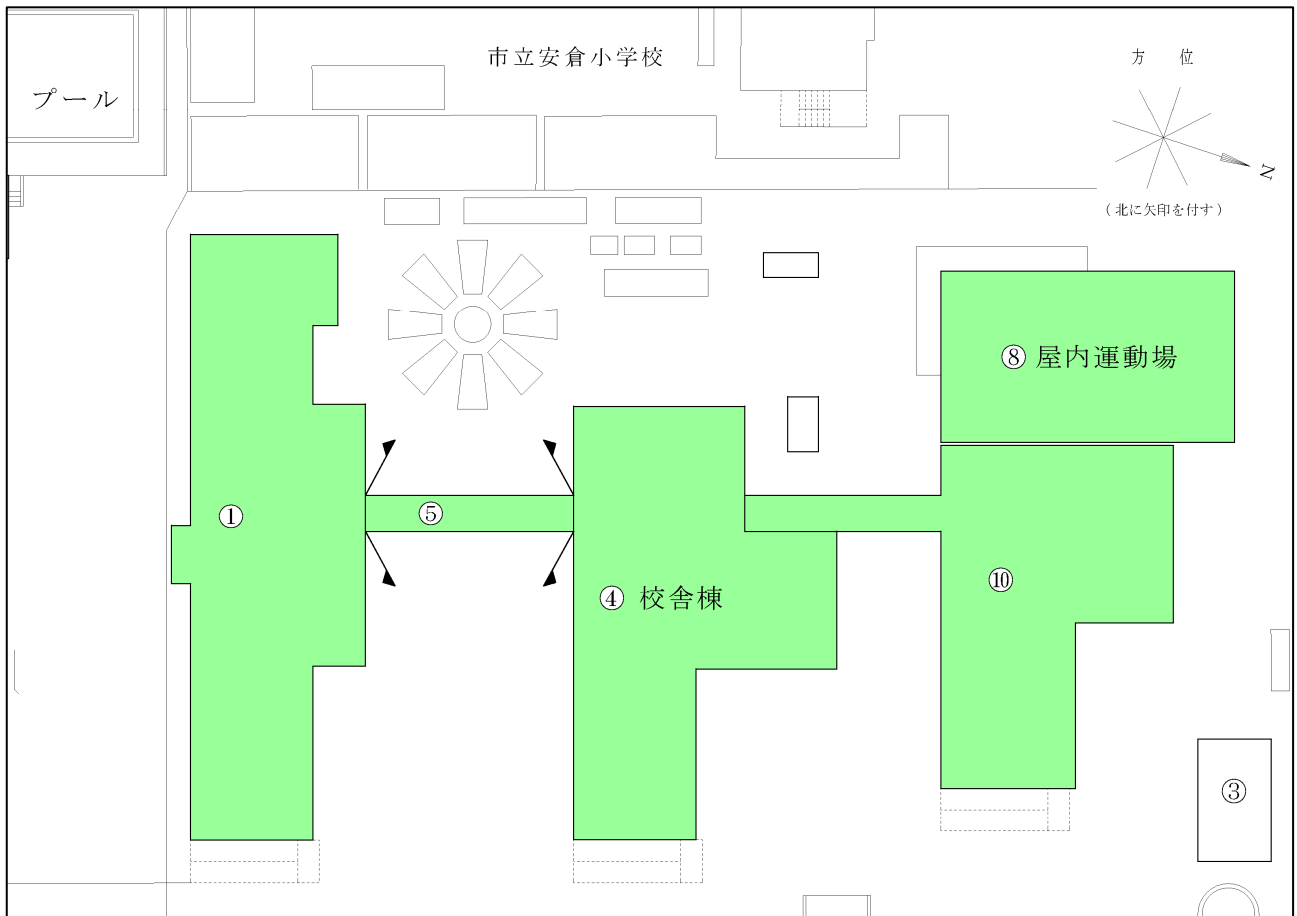 市立安倉小学校
プール
方 位
N
(北に矢印を付す)
⑧ 屋内運動場
①
⑤
④ 校舎棟
⑩
③